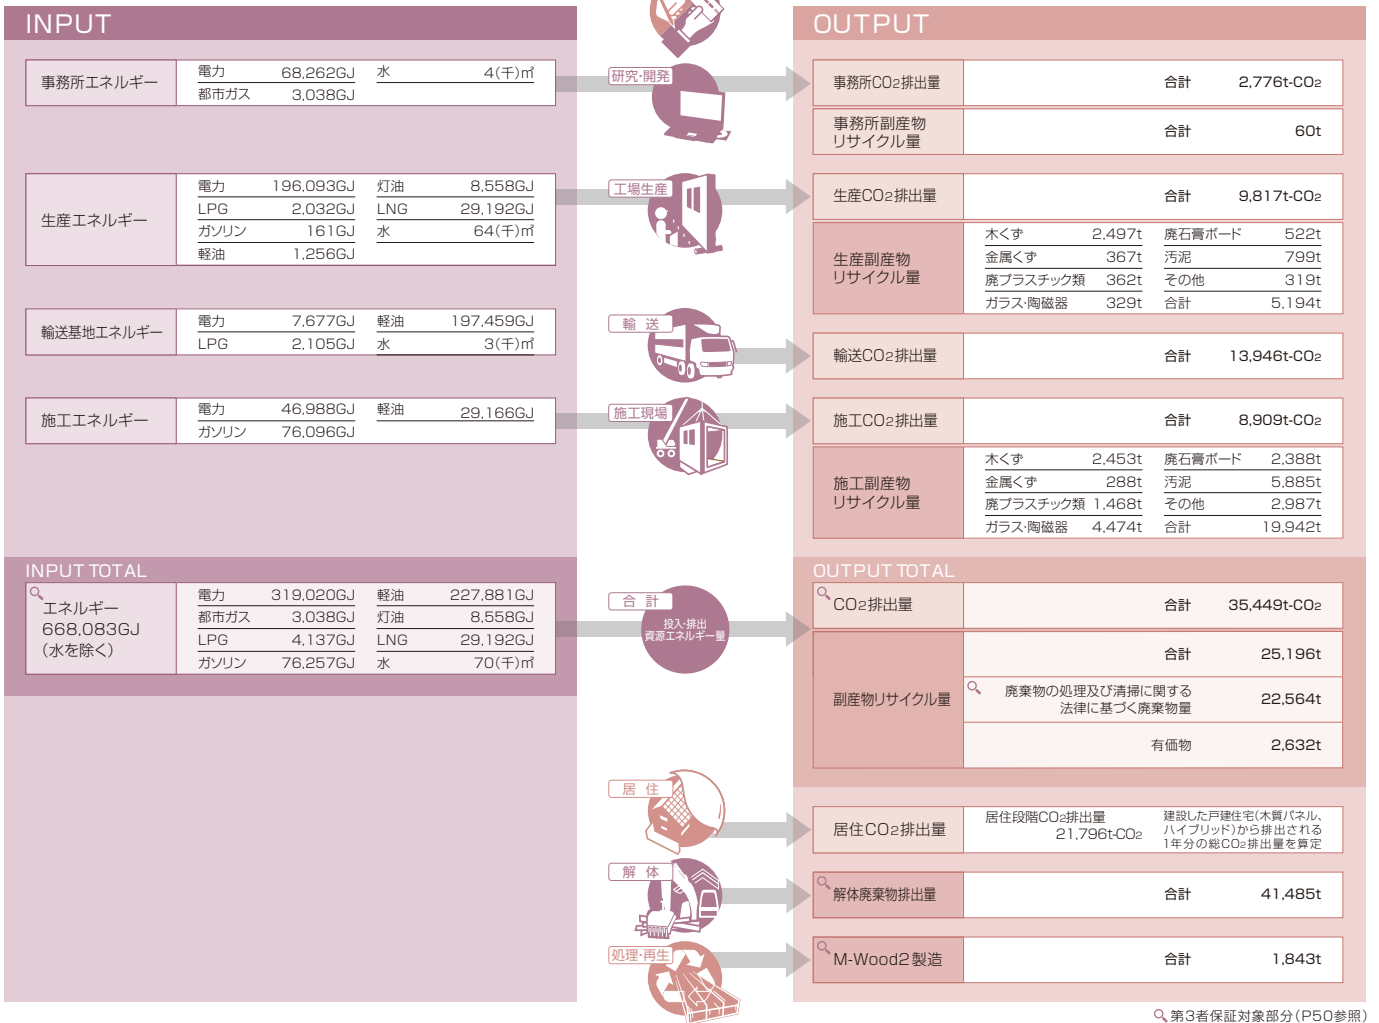 INPUT
事務所エネルギー
電力 68,262GJ 水 4(千)㎥
都市ガス 3,038GJ
生産エネルギー
電力 196,093GJ 灯油 8,558GJ
LPG 2,032GJ LNG 29,192GJ
ガソリン 161GJ 水 64(千)㎥
軽油 1,256GJ
輸送基地エネルギー
電力 7,677GJ 軽油 197,459GJ
LPG 2,105GJ 水 3(千)㎥
施工エネルギー
電力 46,988GJ 軽油 29,166GJ
ガソリン 76,096GJ
INPUT TOTAL
エネルギー
668,083GJ
(水を除く)
電力 319,020GJ 軽油 227,881GJ
都市ガス 3,038GJ 灯油 8,558GJ
LPG 4,137GJ LNG 29,192GJ
ガソリン 76,257GJ 水 70(千)㎥
研究・開発
工場生産
輸 送
施工現場
合 計
投入・排出
資源エネルギー量
居 住
解 体
処理・再生
OUTPUT
事務所CO2排出量 合計 2,776t-CO2
事務所副産物
リサイクル量
合計 60t
生産CO2排出量 合計 9,817t-CO2
生産副産物
リサイクル量
木くず 2,497t 廃石膏ボード 522t
金属くず 367t 汚泥 799t
廃プラスチック類 362t その他 319t
ガラス・陶磁器 329t 合計 5,194t
輸送CO2排出量 合計 13,946t-CO2
施工CO2排出量 合計 8,909t-CO2
施工副産物
リサイクル量
木くず 2,453t 廃石膏ボード 2,388t
金属くず 288t 汚泥 5,885t
廃プラスチック類 1,468t その他 2,987t
ガラス・陶磁器 4,474t 合計 19,942t
OUTPUT TOTAL
CO2排出量 合計 35,449t-CO2
副産物リサイクル量
合計 25,196t
廃棄物の処理及び清掃に関する
法律に基づく廃棄物量
22,564t
有価物 2,632t
居住CO2排出量
居住段階CO2排出量
21,796t-CO2
建設した戸建住宅(木質パネル、
ハイブリッド)から排出される
1年分の総CO2排出量を算定
解体廃棄物排出量 合計 41,485t
M-Wood2製造 合計 1,843t
第3者保証対象部分(P50参照)